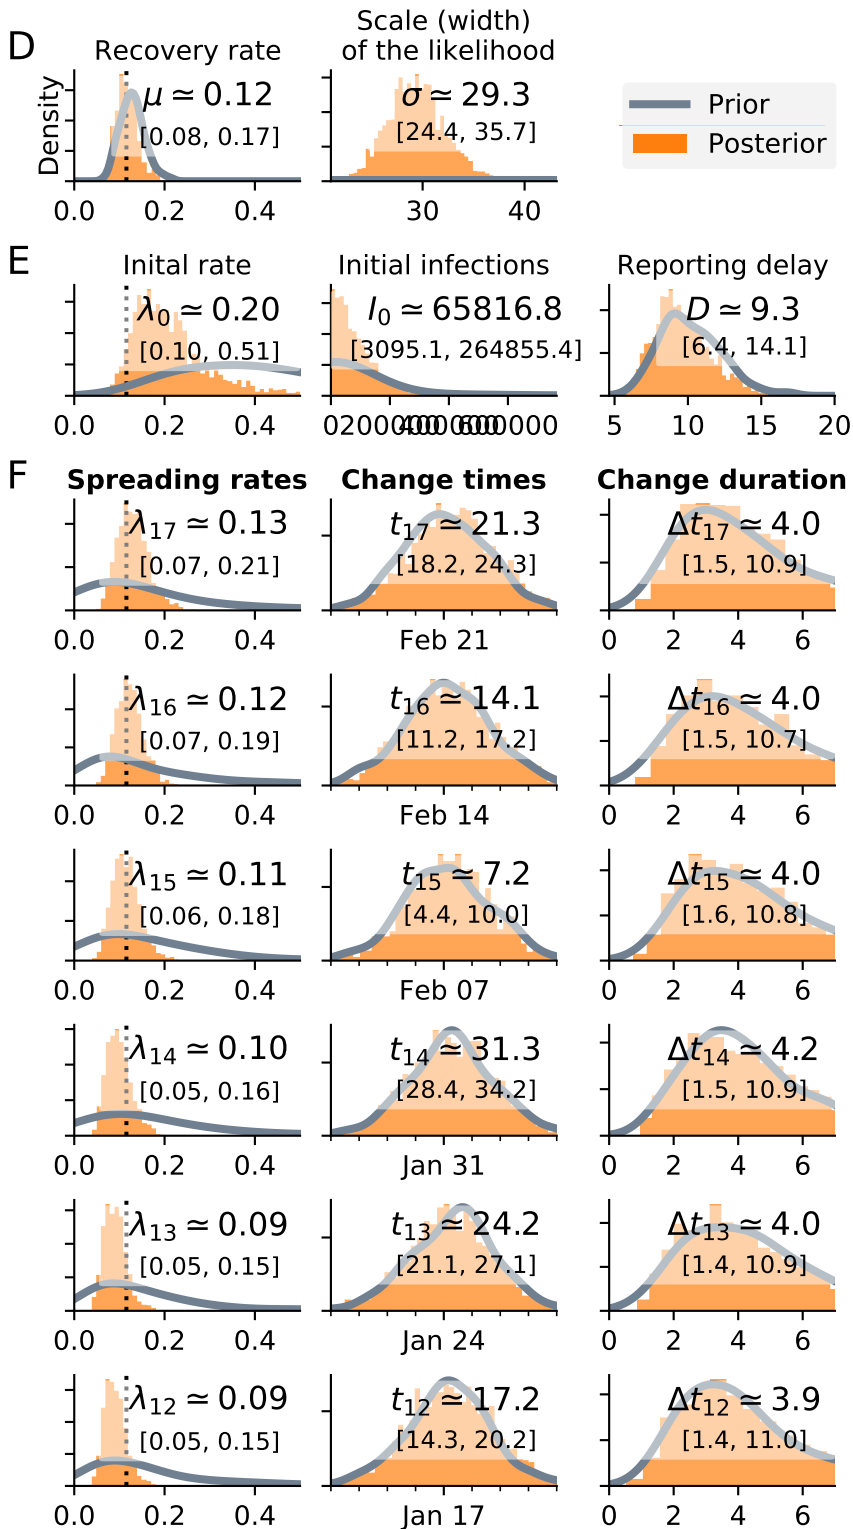 D
Recovery rate
Scale (width)
of the likelihood
Density
μ ≃ 0.12
[0.08, 0.17]
0.0 0.2 0.4
σ ≃ 29.3
[24.4, 35.7]
30 40
Prior
Posterior
E
Inital rate
Initial infections
Reporting delay
λ₀ ≃ 0.20
[0.10, 0.51]
0.0 0.2 0.4
I₀ ≃ 65816.8
[3095.1, 264855.4]
0 200000 400000 600000
D ≃ 9.3
[6.4, 14.1]
5 10 15 20
F
Spreading rates Change times Change duration
λ₁₇ ≃ 0.13
[0.07, 0.21]
0.0 0.2 0.4
t₁₇ ≃ 21.3
[18.2, 24.3]
Feb 21
Δt₁₇ ≃ 4.0
[1.5, 10.9]
0 2 4 6
λ₁₆ ≃ 0.12
[0.07, 0.19]
0.0 0.2 0.4
t₁₆ ≃ 14.1
[11.2, 17.2]
Feb 14
Δt₁₆ ≃ 4.0
[1.5, 10.7]
0 2 4 6
λ₁₅ ≃ 0.11
[0.06, 0.18]
0.0 0.2 0.4
t₁₅ ≃ 7.2
[4.4, 10.0]
Feb 07
Δt₁₅ ≃ 4.0
[1.6, 10.8]
0 2 4 6
λ₁₄ ≃ 0.10
[0.05, 0.16]
0.0 0.2 0.4
t₁₄ ≃ 31.3
[28.4, 34.2]
Jan 31
Δt₁₄ ≃ 4.2
[1.5, 10.9]
0 2 4 6
λ₁₃ ≃ 0.09
[0.05, 0.15]
0.0 0.2 0.4
t₁₃ ≃ 24.2
[21.1, 27.1]
Jan 24
Δt₁₃ ≃ 4.0
[1.4, 10.9]
0 2 4 6
λ₁₂ ≃ 0.09
[0.05, 0.15]
0.0 0.2 0.4
t₁₂ ≃ 17.2
[14.3, 20.2]
Jan 17
Δt₁₂ ≃ 3.9
[1.4, 11.0]
0 2 4 6